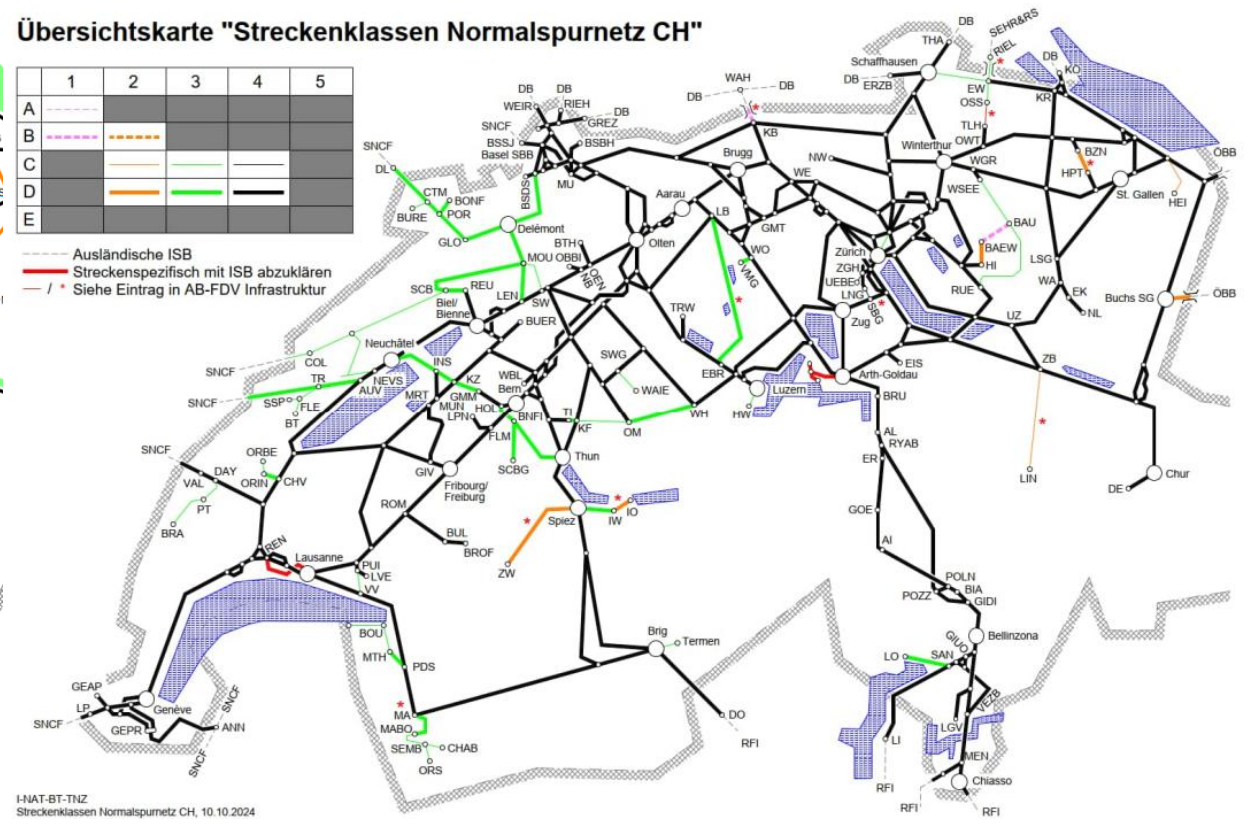 Übersichtskarte "Streckenklassen Normalspurnetz CH"
1 2 3 4 5
A
B
C
D
E
Ausländische ISB
Streckenspezifisch mit ISB abzuklären
/ * Siehe Eintrag in AB-FDV Infrastruktur
DB
SEHR&RS
THA
RIEL
Schaffhausen
DB
KO
DB
ERZB
EW
OSS
KR
WAH
DB
DB
KB
TLH
OWT
DB
DB
WEIR
RIEH
DB
GREZ
SNCF
BSSJ
BSBH
Basel SBB
MU
SNCF
DL
Brugg
NW
Winterthur
WGR
BZN
HPT
ÖBB
St. Gallen
HEI
CTM
BONF
BURE
POR
BSDS
Aarau
WE
WSEE
GLO
Delémont
LB
GMT
BAU
BTH
Olten
WO
Zürich
BAEW
MOU
OBBI
OEN
NB
VMG
ZGH
HI
LSG
SCB
REU
LEN
SW
UEBE
LNG
RUE
WA
EK
Buchs SG
ÖBB
Biel/
Bienne
BUER
TRW
SBG
Zug
NL
UZ
Neuchâtel
SWG
EIS
ZB
COL
SNCF
INS
WBL
Bern
WAIE
EBR
Luzern
Arth-Goldau
TR
NEVS
AUV
KZ
GMM
SNCF
SSP
FLE
MRT
MUN
HOL
LPN
BNFI
TI
KF
OM
WH
HW
BRU
BT
FLM
AL
RYAB
SNCF
ORBE
SCBG
Thun
ER
LIN
Chur
DE
DAY
VAL
ORIN
CHV
GIV
Fribourg/
Freiburg
PT
ROM
Spiez
IW
IO
GOE
BRA
BUL
BROF
AI
REN
Lausanne
PUI
LVE
VV
ZW
POLN
POZZ
BIA
GIDI
BOU
Brig
Termen
Bellinzona
GIUO
MTH
PDS
LO
SAN
GEAP
SNCF
LP
Genève
GEPR
SNCF
ANN
SNCF
MA
MABO
SEMB
CHAB
ORS
DO
RFI
VEZB
LGV
LI
MEN
RFI
Chiasso
RFI
RFI
I-NAT-BT-TNZ
Streckenklassen Normalspurnetz CH, 10.10.2024